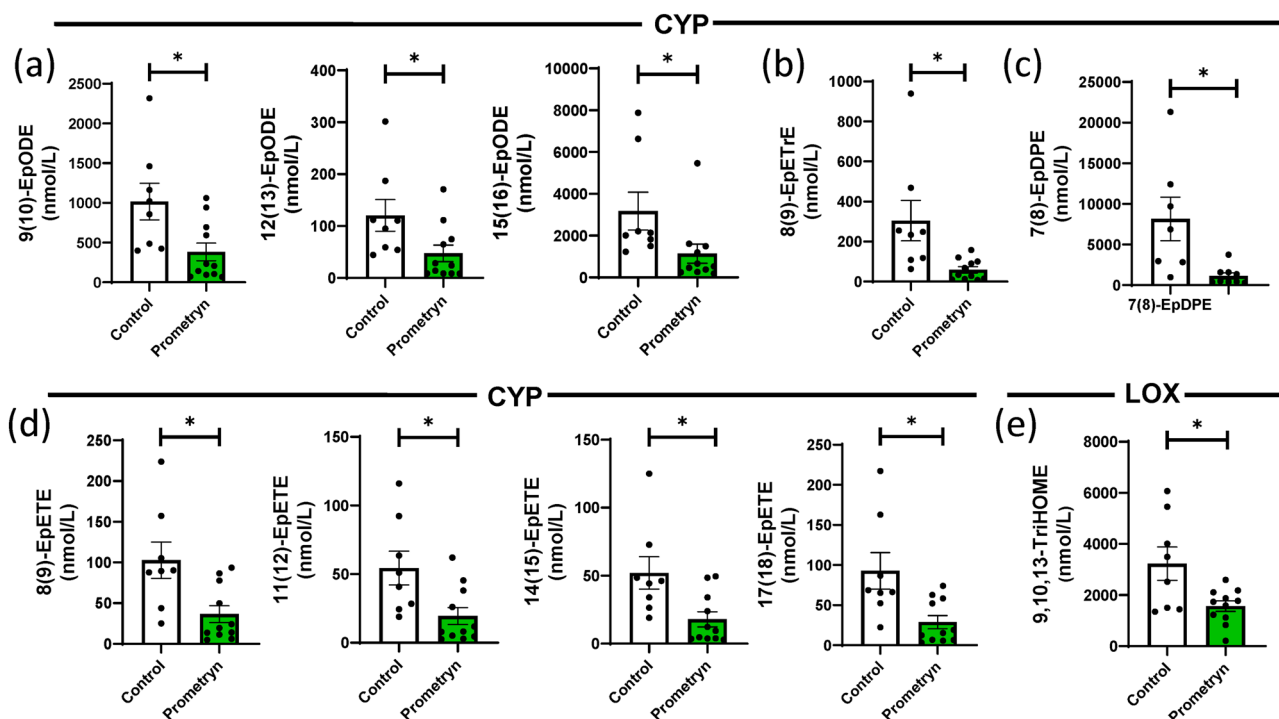 CYP
(a)
9(10)-EpODE
(nmol/L)
2500
2000
1500
1000
500
0
*
Control
Prometryn
12(13)-EpODE
(nmol/L)
400
300
200
100
0
*
Control
Prometryn
15(16)-EpODE
(nmol/L)
10000
8000
6000
4000
2000
0
*
Control
Prometryn
(b)
8(9)-EpETrE
(nmol/L)
1000
800
600
400
200
0
*
Control
Prometryn
(c)
7(8)-EpDPE
(nmol/L)
25000
20000
15000
10000
5000
0
*
7(8)-EpDPE
CYP
(d)
8(9)-EpETE
(nmol/L)
250
200
150
100
50
0
*
Control
Prometryn
11(12)-EpETE
(nmol/L)
150
100
50
0
*
Control
Prometryn
14(15)-EpETE
(nmol/L)
150
100
50
0
*
Control
Prometryn
17(18)-EpETE
(nmol/L)
250
200
150
100
50
0
*
Control
Prometryn
LOX
(e)
9,10,13-TriHOME
(nmol/L)
8000
6000
4000
2000
0
*
Control
Prometryn